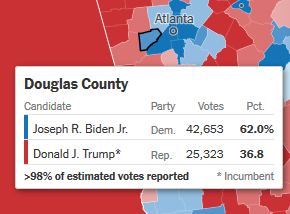 Atlanta
Douglas County
Candidate Party Votes Pct.
Joseph R. Biden Jr. Dem. 42,653 62.0%
Donald J. Trump* Rep. 25,323 36.8
>98% of estimated votes reported * Incumbent